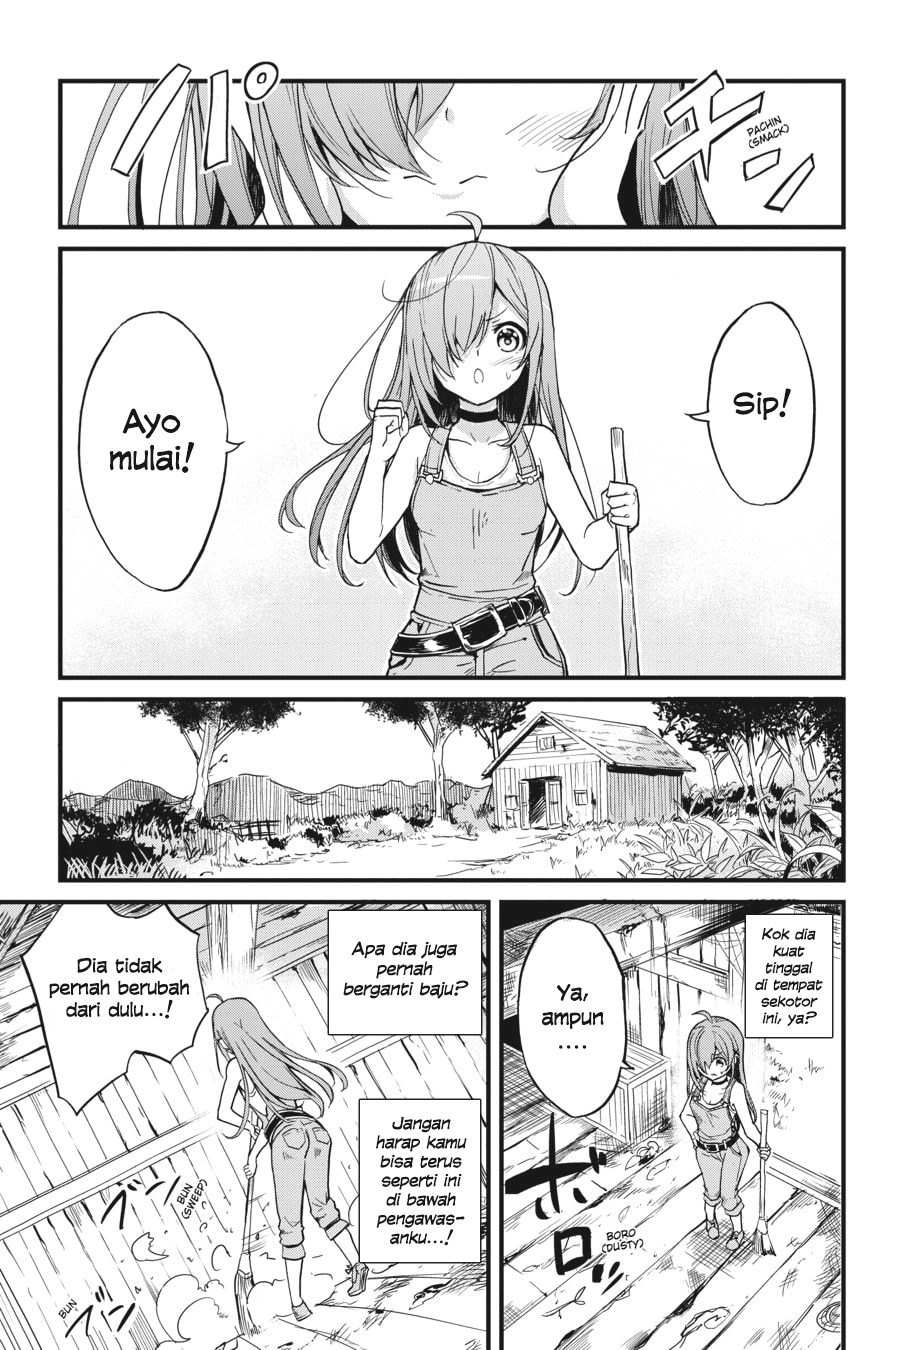 パチン
PACHIN
(SMACK)
Sip!
Ayo
mulai!
Kok dia
kuat
tinggal
di tempat
sekotor
ini, ya?
Ya,
ampun
....
ボロ
BORO
(DUSTY)
Apa dia juga
pernah
berganti baju?
Dia tidak
pernah berubah
dari dulu...!
Jangan
harap kamu
bisa terus
seperti ini
di bawah
pengawas-
anku...!
ブン
BUN
(SWEEP)
ブン
BUN